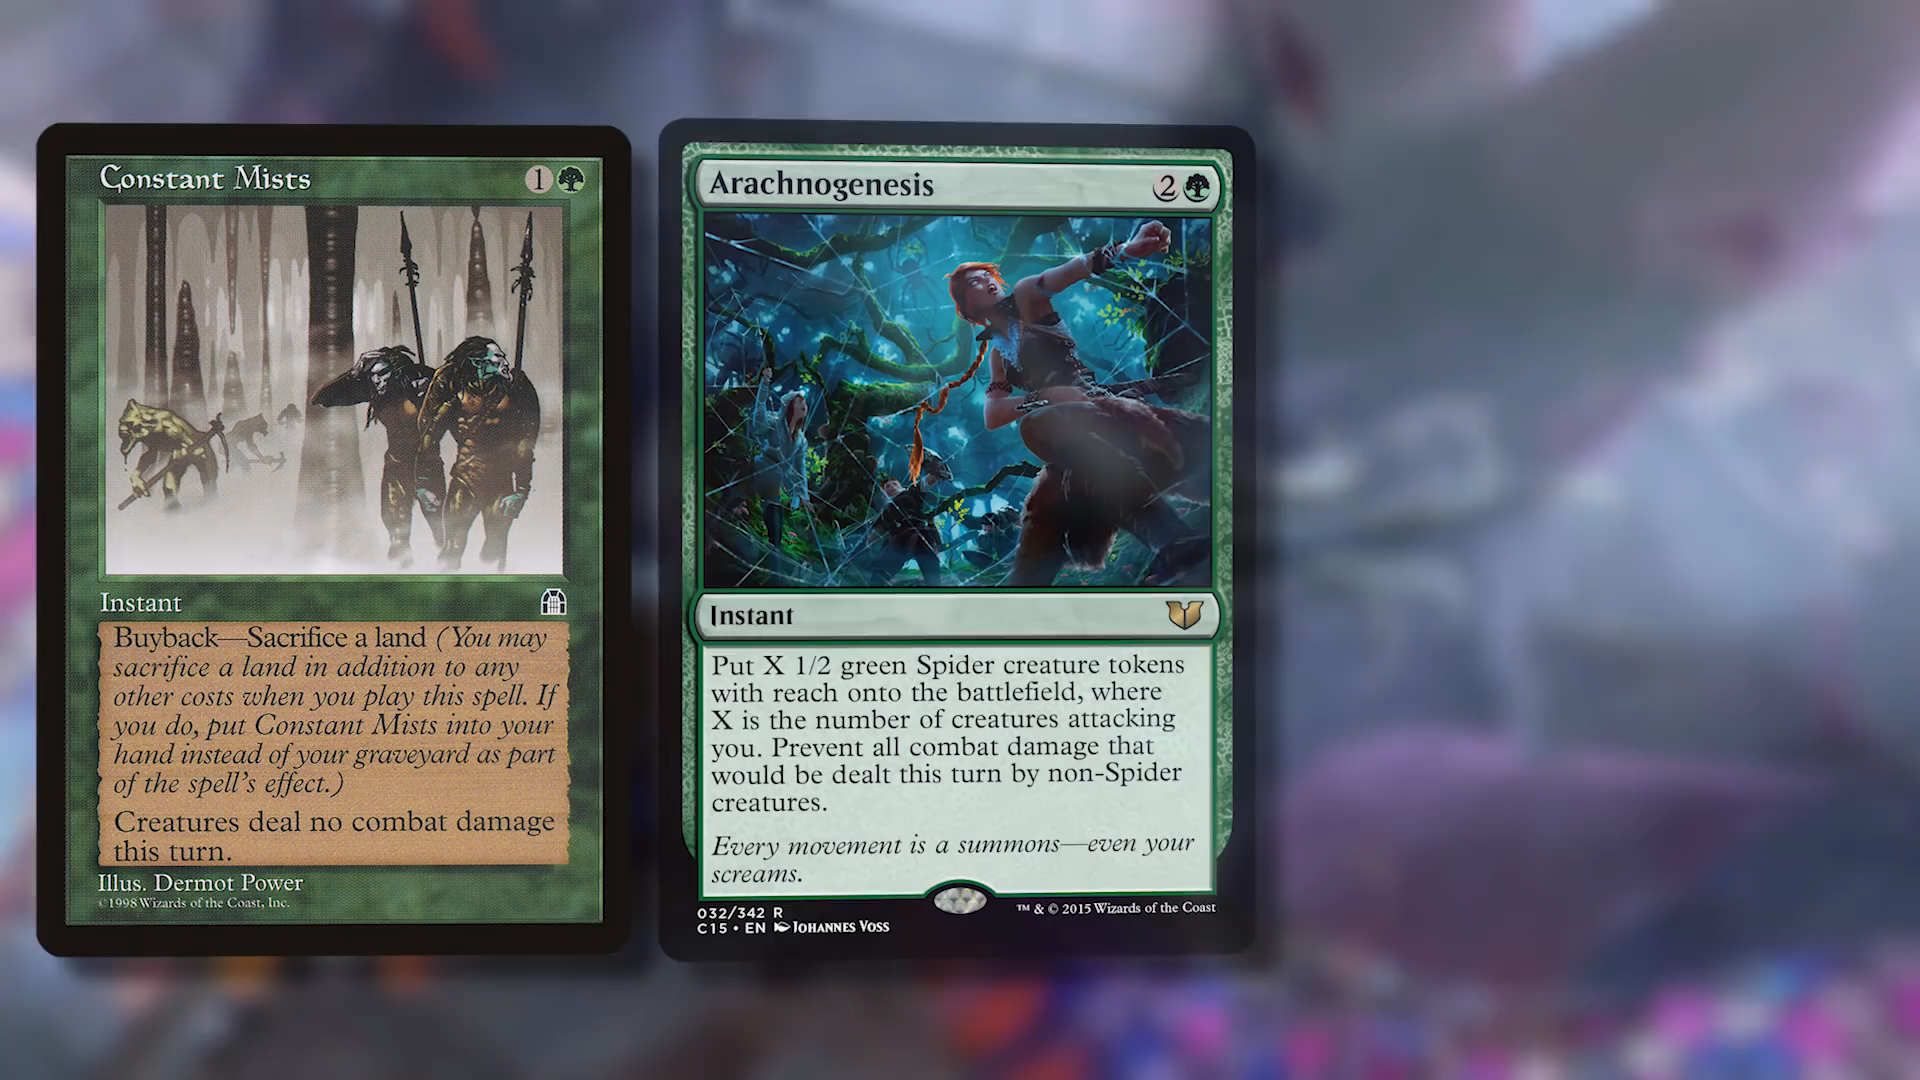 Constant Mists 1
Instant
Buyback—Sacrifice a land (You may
sacrifice a land in addition to any
other costs when you play this spell. If
you do, put Constant Mists into your
hand instead of your graveyard as part
of the spell's effect.)
Creatures deal no combat damage
this turn.
Illus. Dermot Power
©1998 Wizards of the Coast, Inc.
Arachnogenesis 2
Instant
Put X 1/2 green Spider creature tokens
with reach onto the battlefield, where
X is the number of creatures attacking
you. Prevent all combat damage that
would be dealt this turn by non-Spider
creatures.
Every movement is a summons—even your
screams.
032/342 R
C15 • EN Johannes Voss
™ & © 2015 Wizards of the Coast